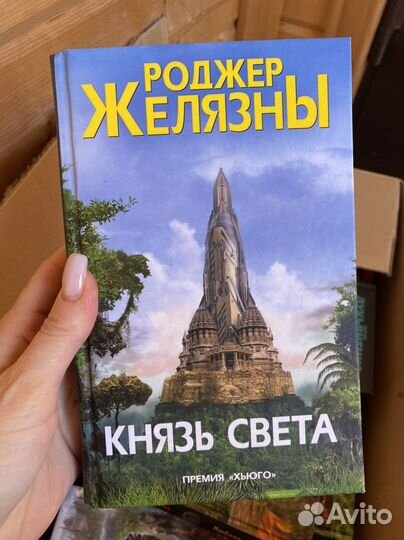 РОДЖЕР
ЖЕЛЯЗНЫ
КНЯЗЬ СВЕТА
ПРЕМИЯ «ХЬЮГО»
Avito